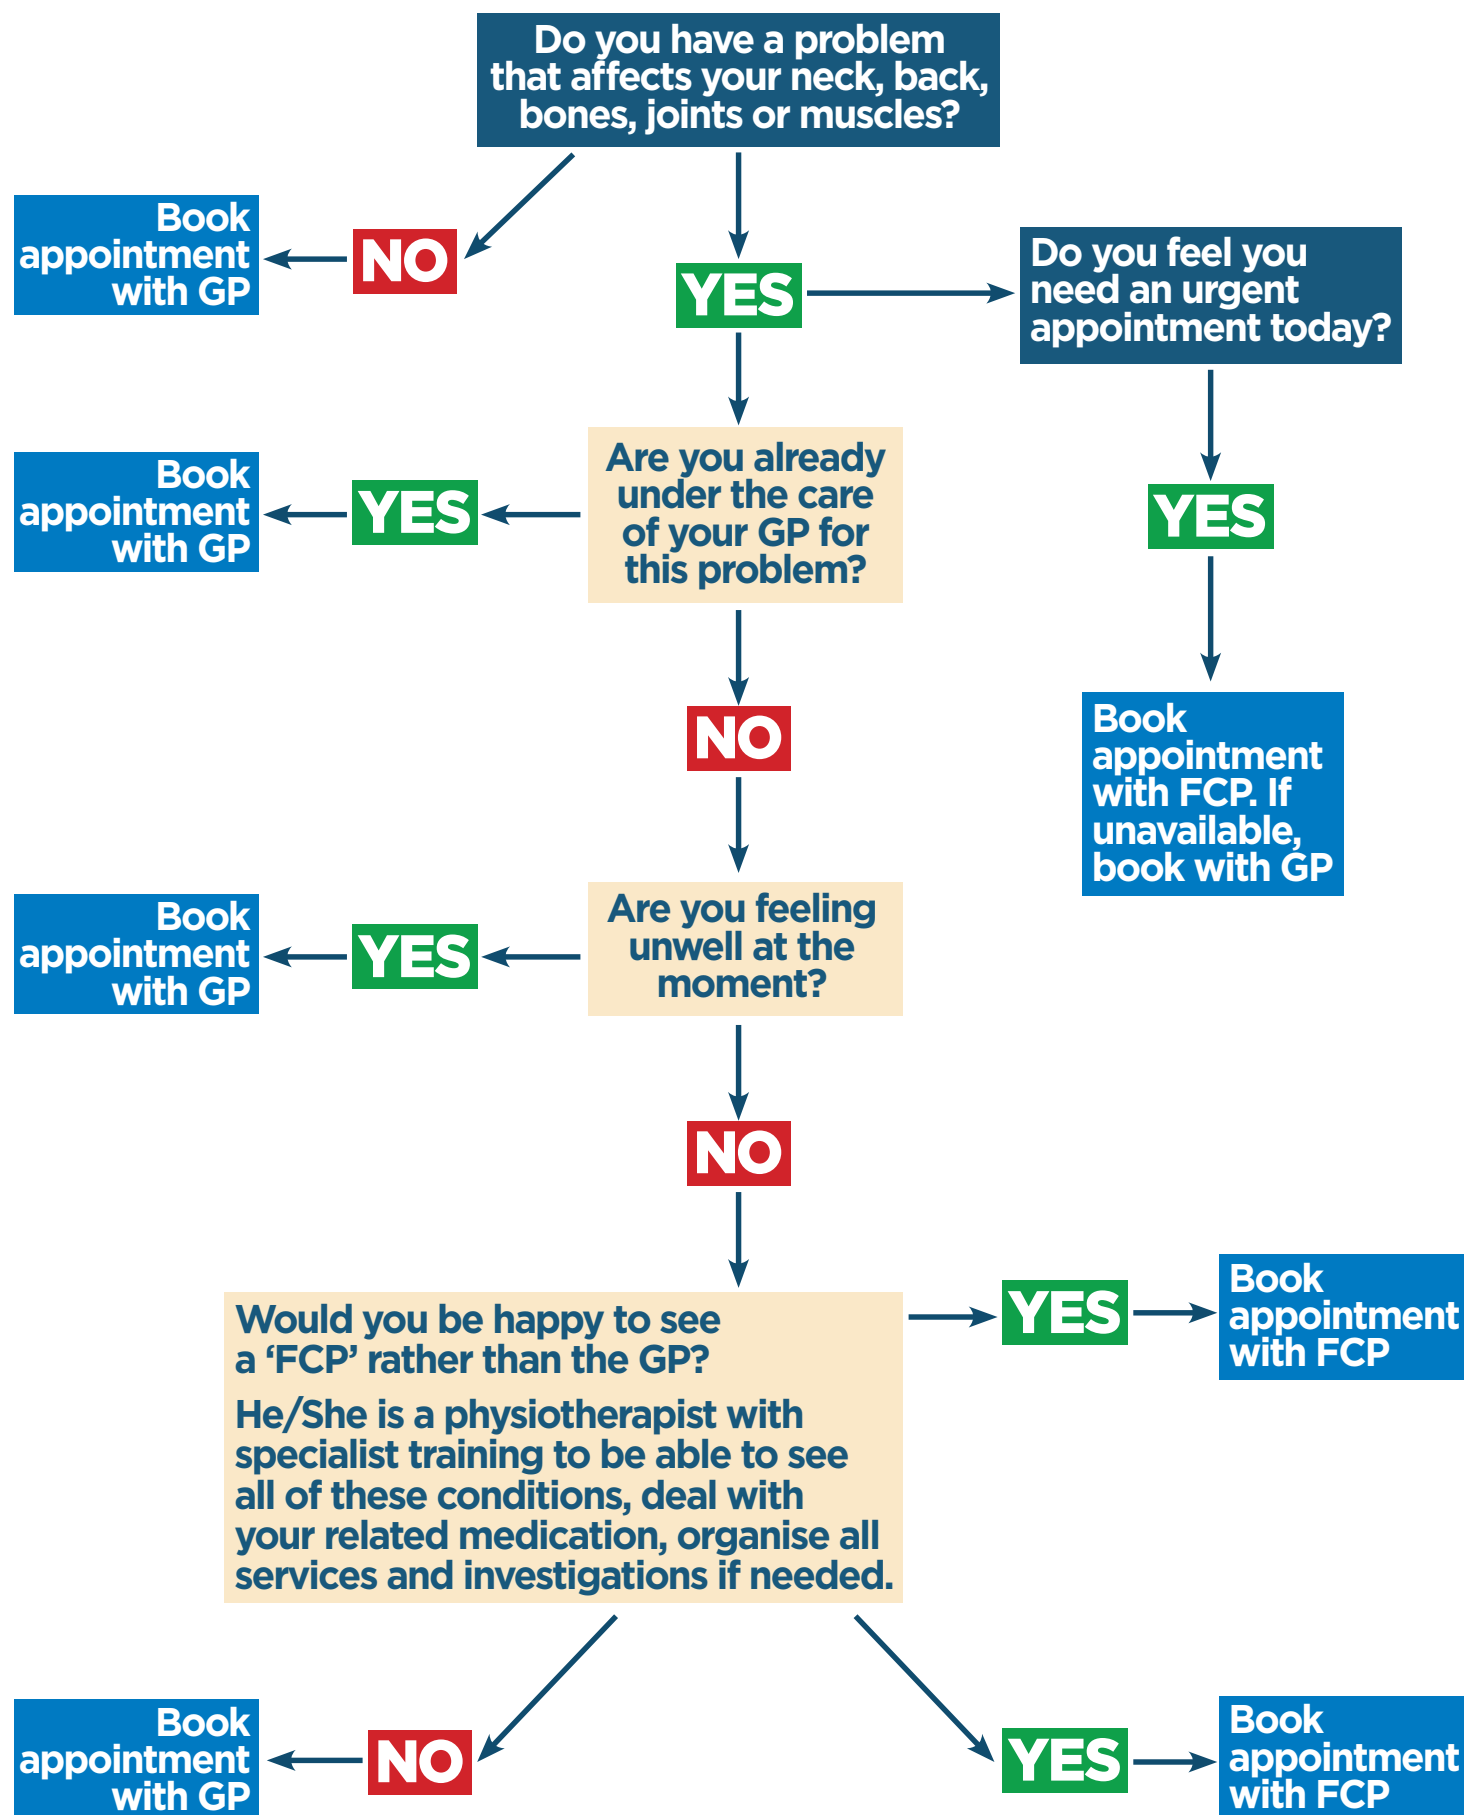 Do you have a problem
that affects your neck, back,
bones, joints or muscles?
Book
appointment
with GP
NO
YES
Do you feel you
need an urgent
appointment today?
Book
appointment
with GP
YES
Are you already
under the care
of your GP for
this problem?
YES
NO
Book
appointment
with FCP. If
unavailable,
book with GP
Book
appointment
with GP
YES
Are you feeling
unwell at the
moment?
NO
Would you be happy to see
a ‘FCP’ rather than the GP?
He/She is a physiotherapist with
specialist training to be able to see
all of these conditions, deal with
your related medication, organise all
services and investigations if needed.
YES
Book
appointment
with FCP
Book
appointment
with GP
NO
YES
Book
appointment
with FCP